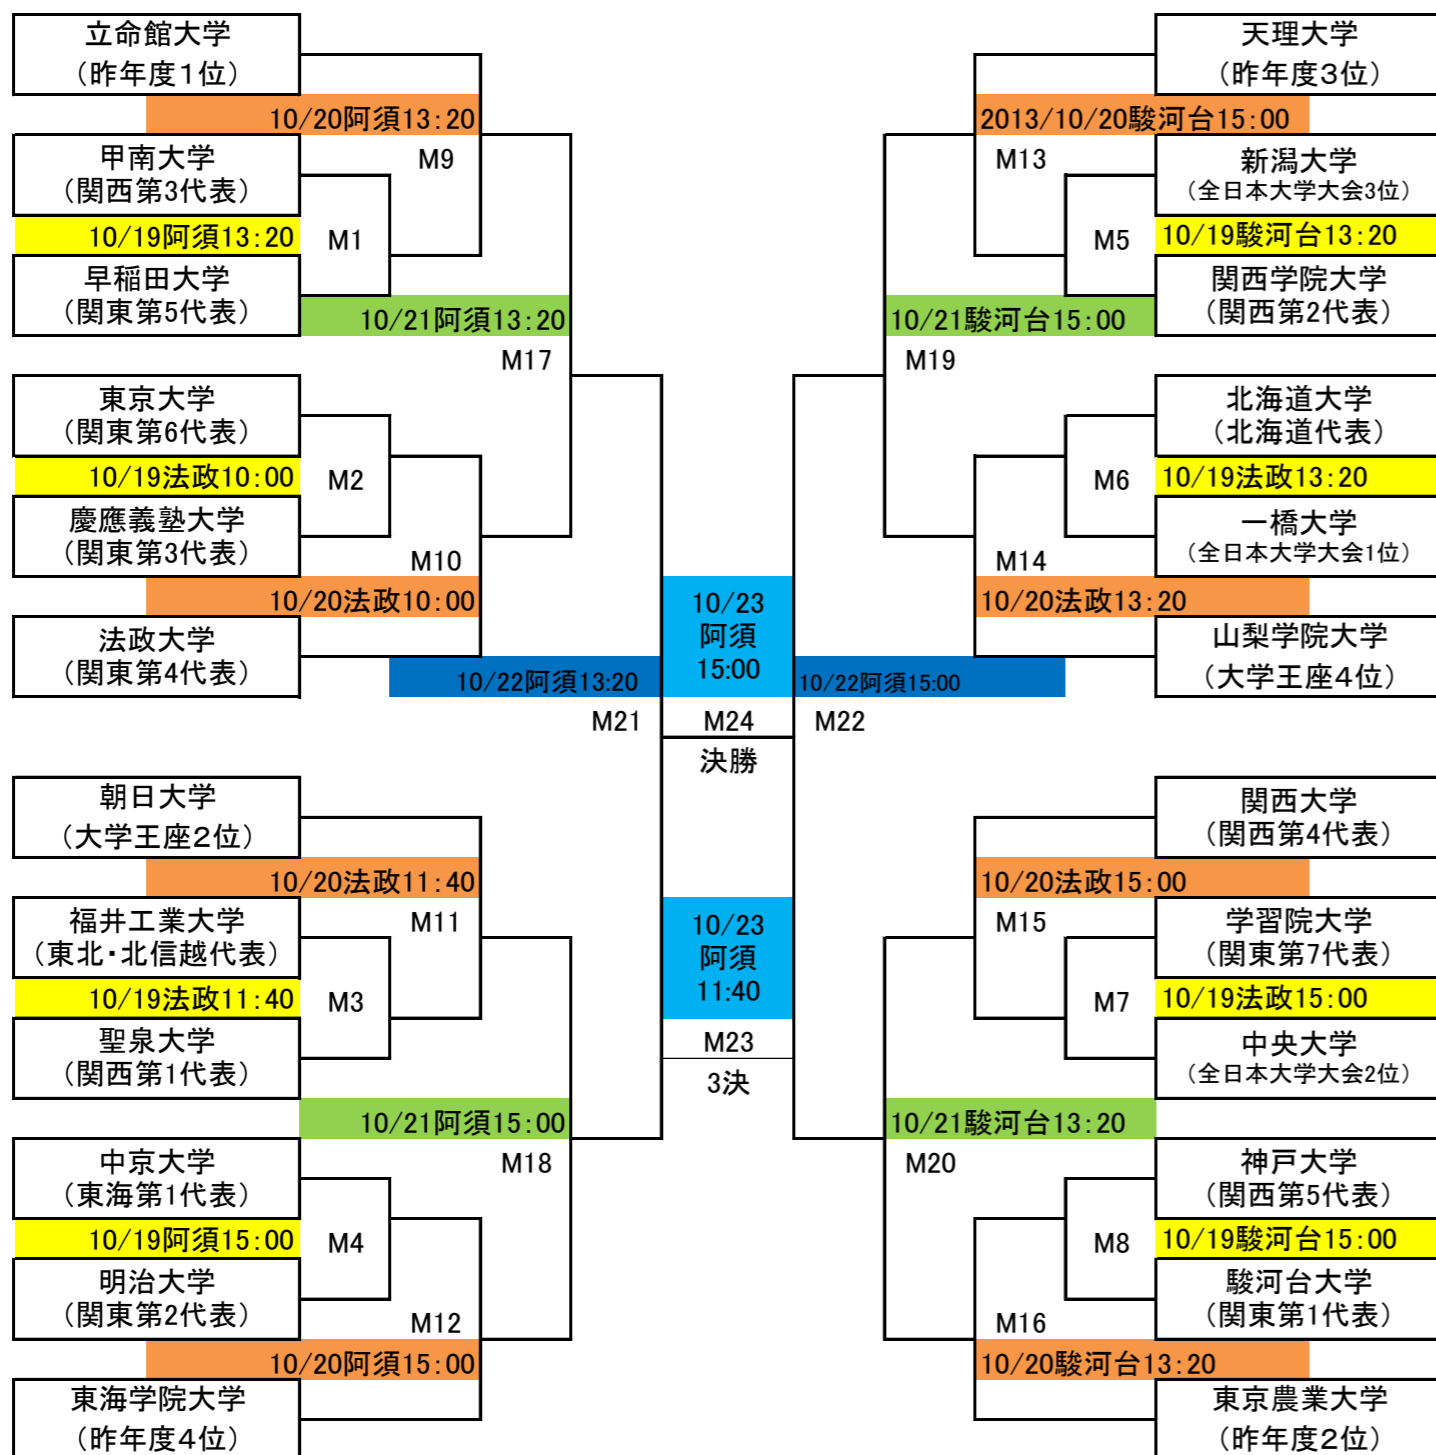 立命館大学
（昨年度１位）
10/20阿須13：20
M9
甲南大学
（関西第3代表）
10/19阿須13：20
M1
早稲田大学
（関東第5代表）
10/21阿須13：20
M17
東京大学
（関東第6代表）
10/19法政10：00
M2
慶應義塾大学
（関東第3代表）
M10
10/20法政10：00
法政大学
（関東第4代表）
10/22阿須13：20
M21
朝日大学
（大学王座２位）
10/20法政11：40
M11
福井工業大学
（東北・北信越代表）
10/19法政11：40
M3
聖泉大学
（関西第1代表）
10/21阿須15：00
M18
中京大学
（東海第1代表）
10/19阿須15：00
M4
明治大学
（関東第2代表）
M12
10/20阿須15：00
東海学院大学
（昨年度４位）
10/23
阿須
15:00
M24
決勝
10/23
阿須
11:40
M23
3決
天理大学
（昨年度３位）
2013/10/20駿河台15：00
M13
新潟大学
（全日本大学大会3位）
M5
10/19駿河台13：20
関西学院大学
（関西第2代表）
10/21駿河台15：00
M19
北海道大学
（北海道代表）
M6
10/19法政13：20
一橋大学
（全日本大学大会1位）
M14
10/20法政13：20
山梨学院大学
（大学王座４位）
10/22阿須15：00
M22
関西大学
（関西第4代表）
10/20法政15：00
M15
学習院大学
（関東第7代表）
M7
10/19法政15：00
中央大学
（全日本大学大会2位）
10/21駿河台13：20
M20
神戸大学
（関西第5代表）
M8
10/19駿河台15：00
駿河台大学
（関東第1代表）
M16
10/20駿河台13：20
東京農業大学
（昨年度２位）